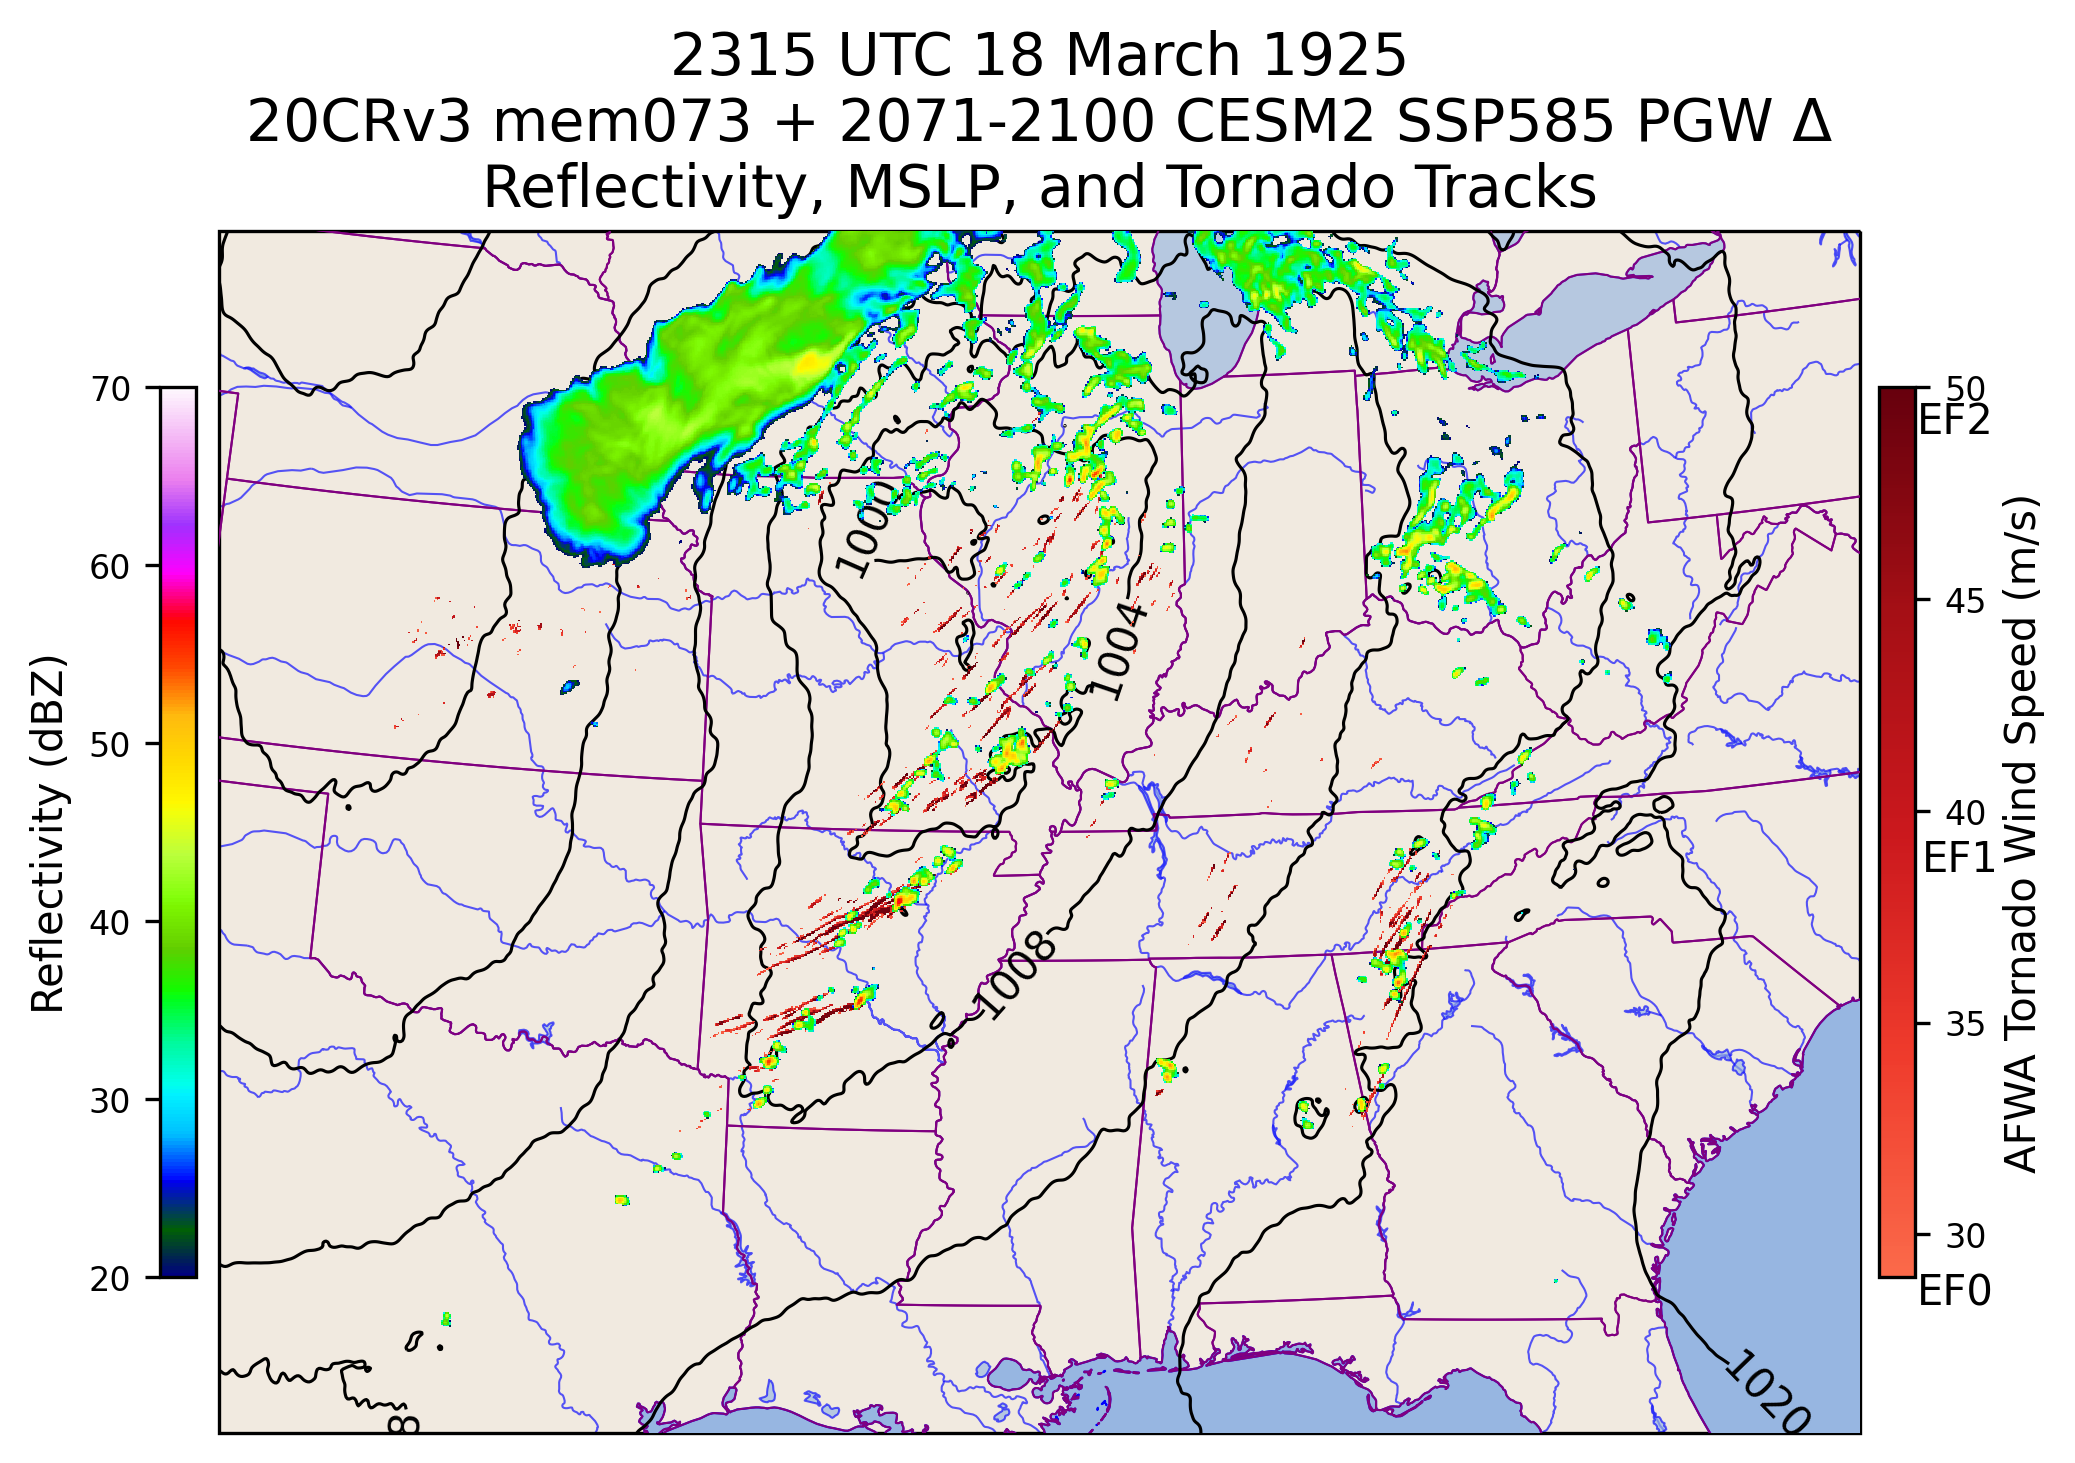 2315 UTC 18 March 1925
20CRv3 mem073 + 2071-2100 CESM2 SSP585 PGW Δ
Reflectivity, MSLP, and Tornado Tracks
70
60
50
40
30
20
Reflectivity (dBZ)
1000
1004
1008
1020
8
50
EF2
45
40
EF1
35
30
EF0
AFWA Tornado Wind Speed (m/s)